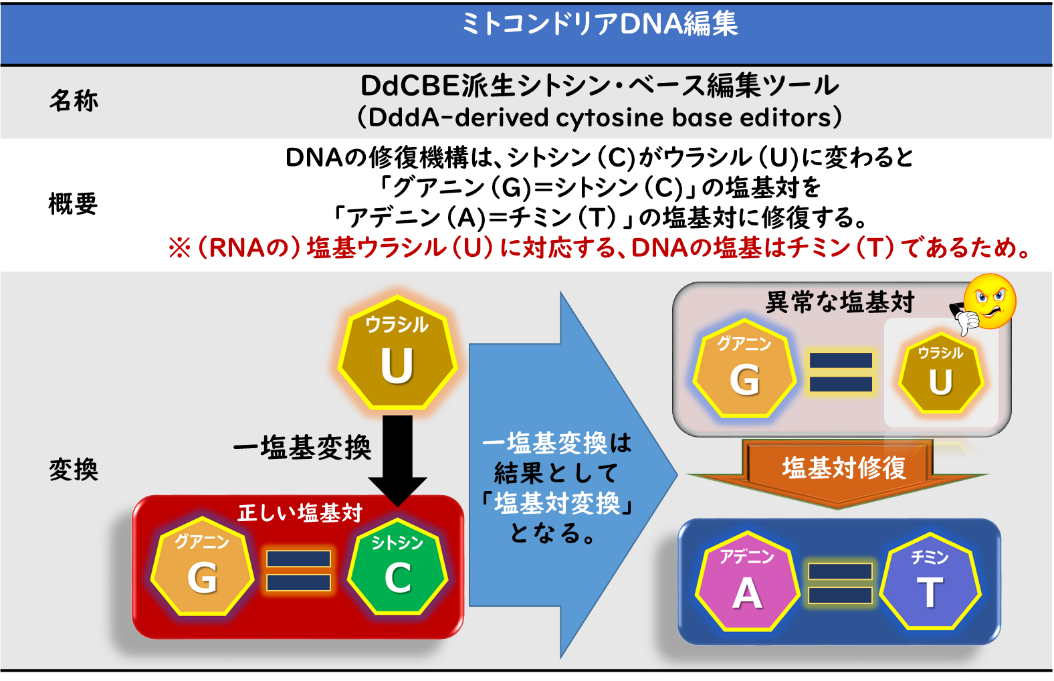 ミトコンドリアDNA編集
名称
DdCBE派生シトシン・ベース編集ツール
（DddA-derived cytosine base editors）
概要
DNAの修復機構は、シトシン（C）がウラシル（U）に変わると
「グアニン（G）＝シトシン（C）」の塩基対を
「アデニン（A）＝チミン（T）」の塩基対に修復する。
※（RNAの）塩基ウラシル（U）に対応する、DNAの塩基はチミン（T）であるため。
変換
ウラシル
U
一塩基変換
正しい塩基対
グアニン
G
シトシン
C
一塩基変換は
結果として
「塩基対変換」
となる。
異常な塩基対
グアニン
G
ウラシル
U
塩基対修復
アデニン
A
チミン
T